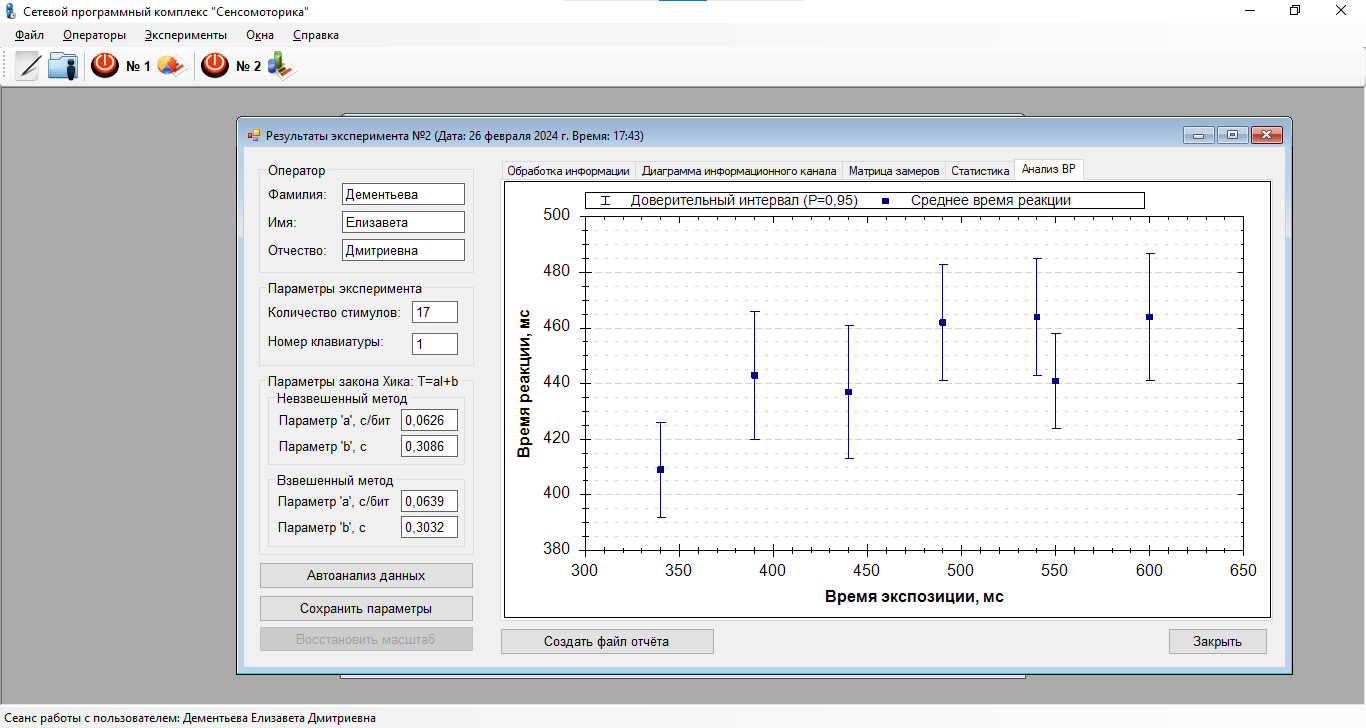 Сетевой программный комплекс "Сенсомоторика"
Файл Операторы Эксперименты Окна Справка
№ 1 № 2
Результаты эксперимента №2 (Дата: 26 февраля 2024 г. Время: 17:43)
Оператор
Фамилия: Дементьева
Имя: Елизавета
Отчество: Дмитриевна
Параметры эксперимента
Количество стимулов: 17
Номер клавиатуры: 1
Параметры закона Хика: T=aI+b
Невзвешенный метод
Параметр 'a', с/бит 0,0626
Параметр 'b', с 0,3086
Взвешенный метод
Параметр 'a', с/бит 0,0639
Параметр 'b', с 0,3032
Автоанализ данных
Сохранить параметры
Восстановить масштаб
Обработка информации Диаграмма информационного канала Матрица замеров Статистика Анализ ВР
Доверительный интервал (P=0,95) Среднее время реакции
Время реакции, мс
500
480
460
440
420
400
380
300 350 400 450 500 550 600 650
Время экспозиции, мс
Создать файл отчёта Закрыть
Сеанс работы с пользователем: Дементьева Елизавета Дмитриевна